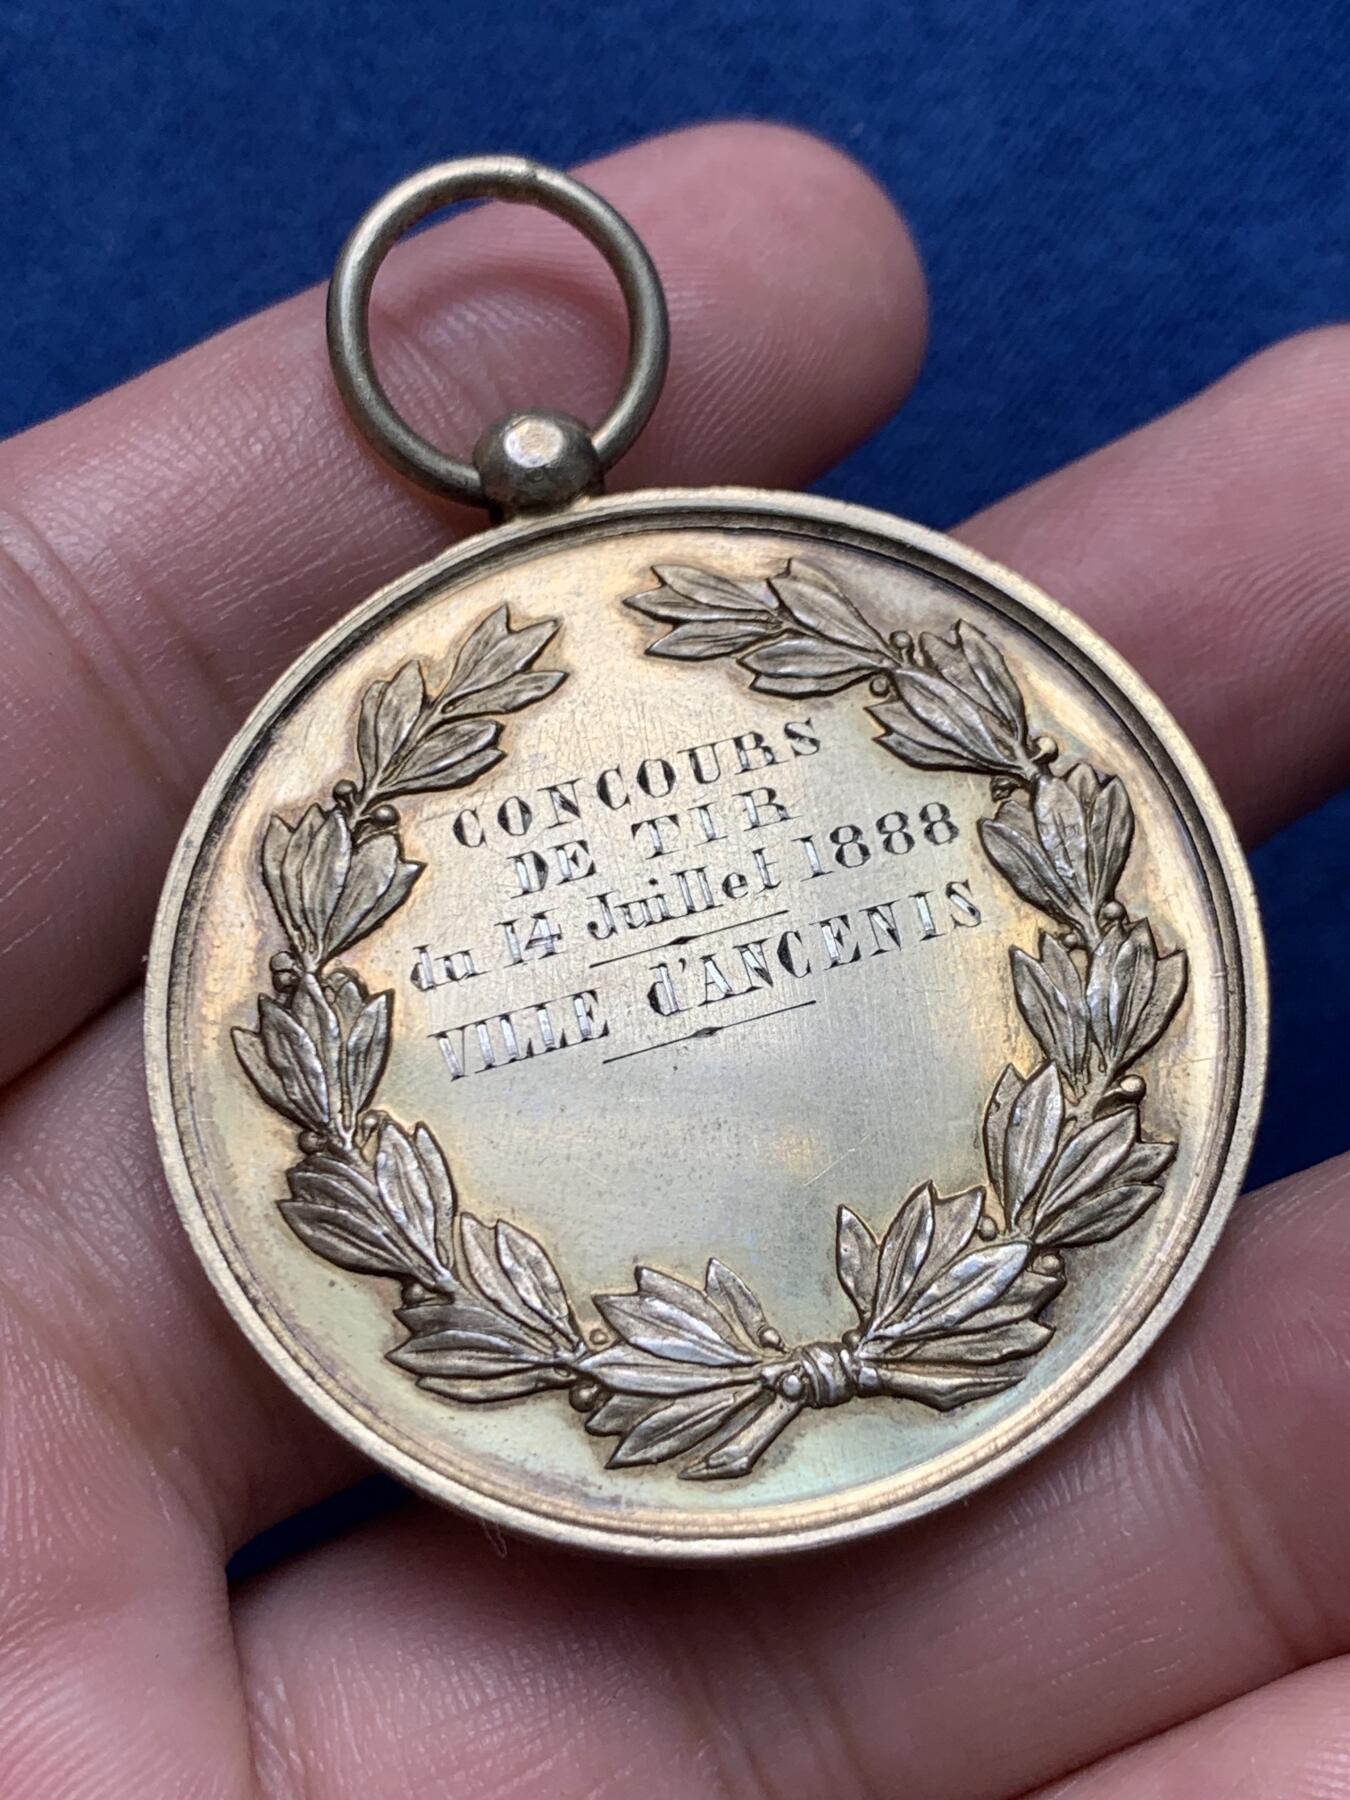 CONCOURS
DE TIR
du 14 Juillet 1888
VILLE d'ANCENIS